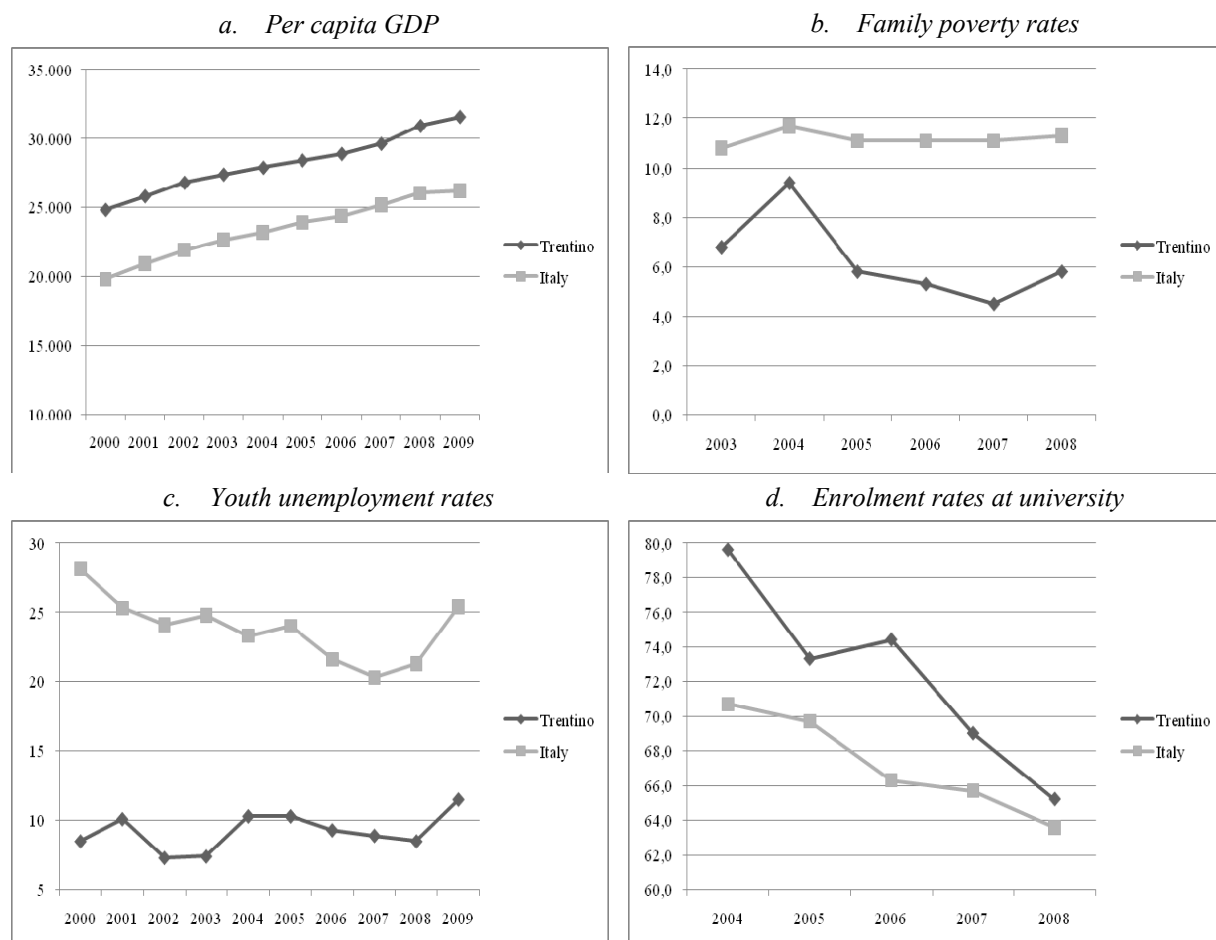 a. Per capita GDP
35.000
30.000
25.000
20.000
15.000
10.000
2000 2001 2002 2003 2004 2005 2006 2007 2008 2009
Trentino
Italy
b. Family poverty rates
14,0
12,0
10,0
8,0
6,0
4,0
2,0
0,0
2003 2004 2005 2006 2007 2008
Trentino
Italy
c. Youth unemployment rates
30
25
20
15
10
5
2000 2001 2002 2003 2004 2005 2006 2007 2008 2009
Trentino
Italy
d. Enrolment rates at university
80,0
78,0
76,0
74,0
72,0
70,0
68,0
66,0
64,0
62,0
60,0
2004 2005 2006 2007 2008
Trentino
Italy